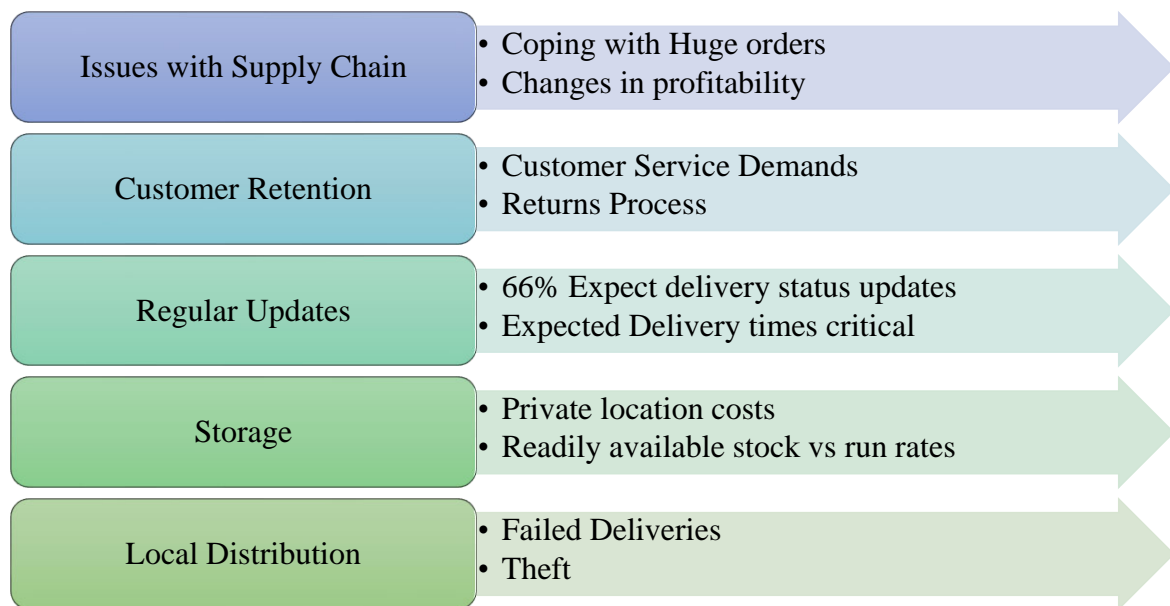 Issues with Supply Chain
• Coping with Huge orders
• Changes in profitability
Customer Retention
• Customer Service Demands
• Returns Process
Regular Updates
• 66% Expect delivery status updates
• Expected Delivery times critical
Storage
• Private location costs
• Readily available stock vs run rates
Local Distribution
• Failed Deliveries
• Theft